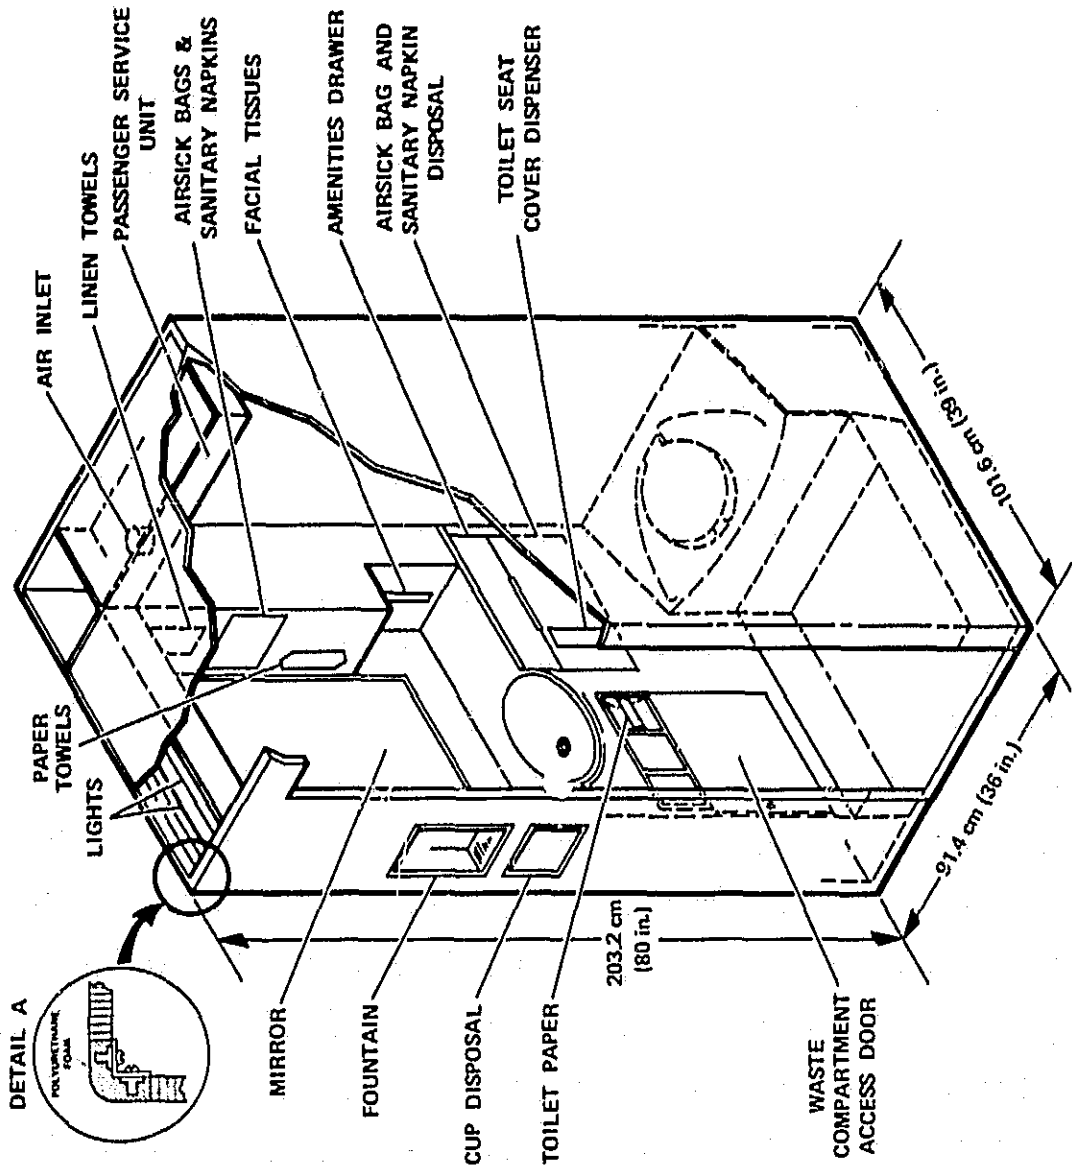 DETAIL A
POLYURETHANE
FOAM
LIGHTS
PAPER
TOWELS
AIR INLET
LINEN TOWELS
PASSENGER SERVICE
UNIT
AIRSICK BAGS &
SANITARY NAPKINS
FACIAL TISSUES
AMENITIES DRAWER
AIRSICK BAG AND
SANITARY NAPKIN
DISPOSAL
TOILET SEAT
COVER DISPENSER
MIRROR
FOUNTAIN
CUP DISPOSAL
TOILET PAPER
203.2 cm
(80 in.)
WASTE
COMPARTMENT
ACCESS DOOR
91.4 cm (36 in.)
101.6 cm (39 in.)